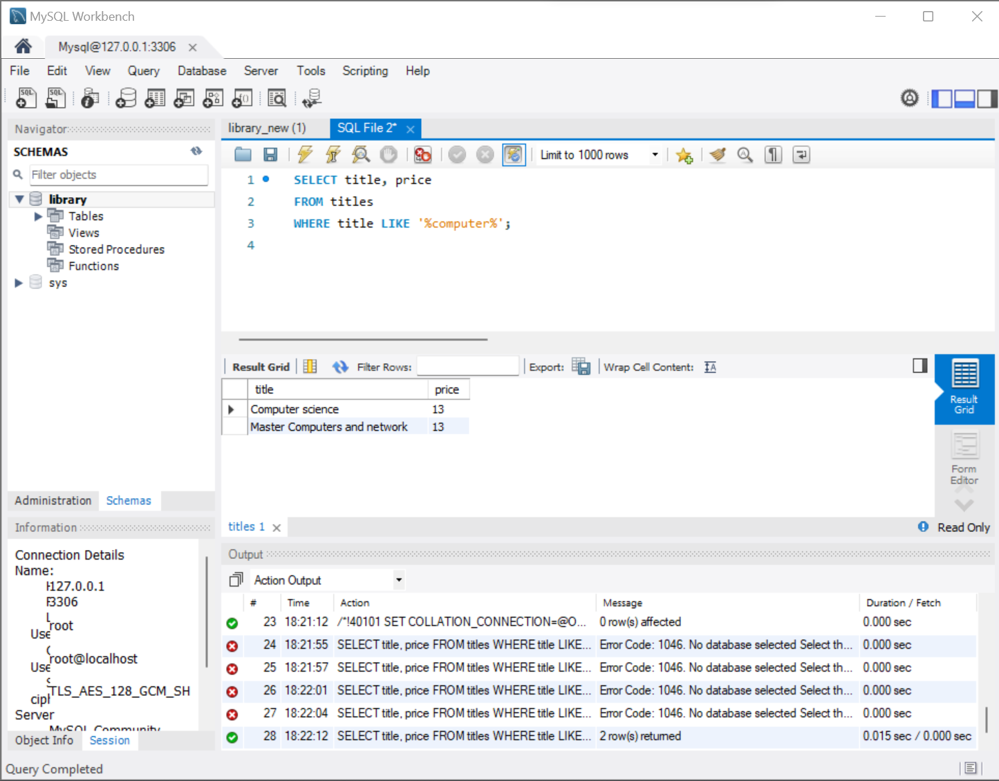 MySQL Workbench
Mysql@127.0.0.1:3306
File Edit View Query Database Server Tools Scripting Help
Navigator
SCHEMAS
Filter objects
library
Tables
Views
Stored Procedures
Functions
sys
Administration Schemas
Information
Connection Details
Name:
127.0.0.1
3306
root
Use
root@localhost
Use
TLS_AES_128_GCM_SH
ciph
Server
MySQL Community
Object Info Session
library_new (1) SQL File 2*
Limit to 1000 rows
1 SELECT title, price
2 FROM titles
3 WHERE title LIKE '%computer%';
4
Result Grid Filter Rows: Export: Wrap Cell Content:
title price
Computer science 13
Master Computers and network 13
Result
Grid
Form
Editor
titles 1
Read Only
Output
Action Output
# Time Action Message Duration / Fetch
23 18:21:12 /*!40101 SET COLLATION_CONNECTION=@O... 0 row(s) affected 0.000 sec
24 18:21:55 SELECT title, price FROM titles WHERE title LIKE... Error Code: 1046. No database selected Select th... 0.000 sec
25 18:21:57 SELECT title, price FROM titles WHERE title LIKE... Error Code: 1046. No database selected Select th... 0.000 sec
26 18:22:01 SELECT title, price FROM titles WHERE title LIKE... Error Code: 1046. No database selected Select th... 0.000 sec
27 18:22:04 SELECT title, price FROM titles WHERE title LIKE... Error Code: 1046. No database selected Select th... 0.000 sec
28 18:22:12 SELECT title, price FROM titles WHERE title LIKE... 2 row(s) returned 0.015 sec / 0.000 sec
Query Completed